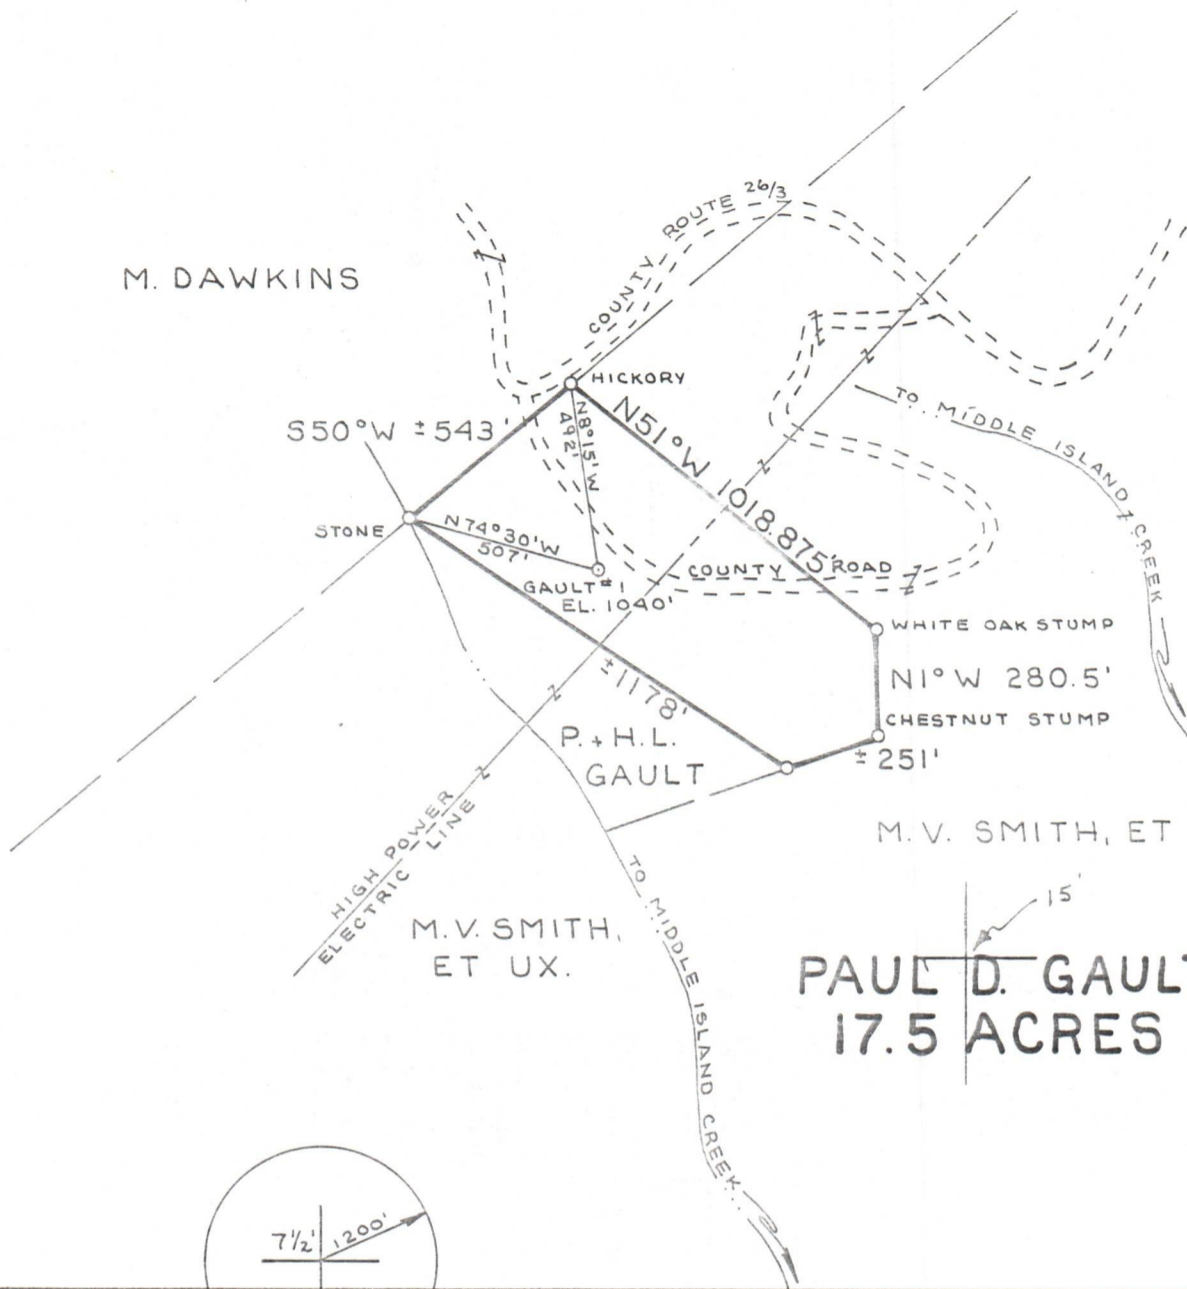 COUNTY ROUTE 26/3
M. DAWKINS
HICKORY
S50°W ±543'
N8°15'W
492'
N51°W 1018.875'
TO MIDDLE ISLAND CREEK
STONE
N74°30'W
507'
GAULT #1
EL. 1040'
COUNTY ROAD
WHITE OAK STUMP
N1°W 280.5'
CHESTNUT STUMP
±251'
±1178'
P. + H.L.
GAULT
M.V. SMITH, ET
HIGH POWER
ELECTRIC LINE
M.V. SMITH,
ET UX.
TO MIDDLE ISLAND CREEK
15'
PAUL D. GAULT
17.5 ACRES
7½'
1200'